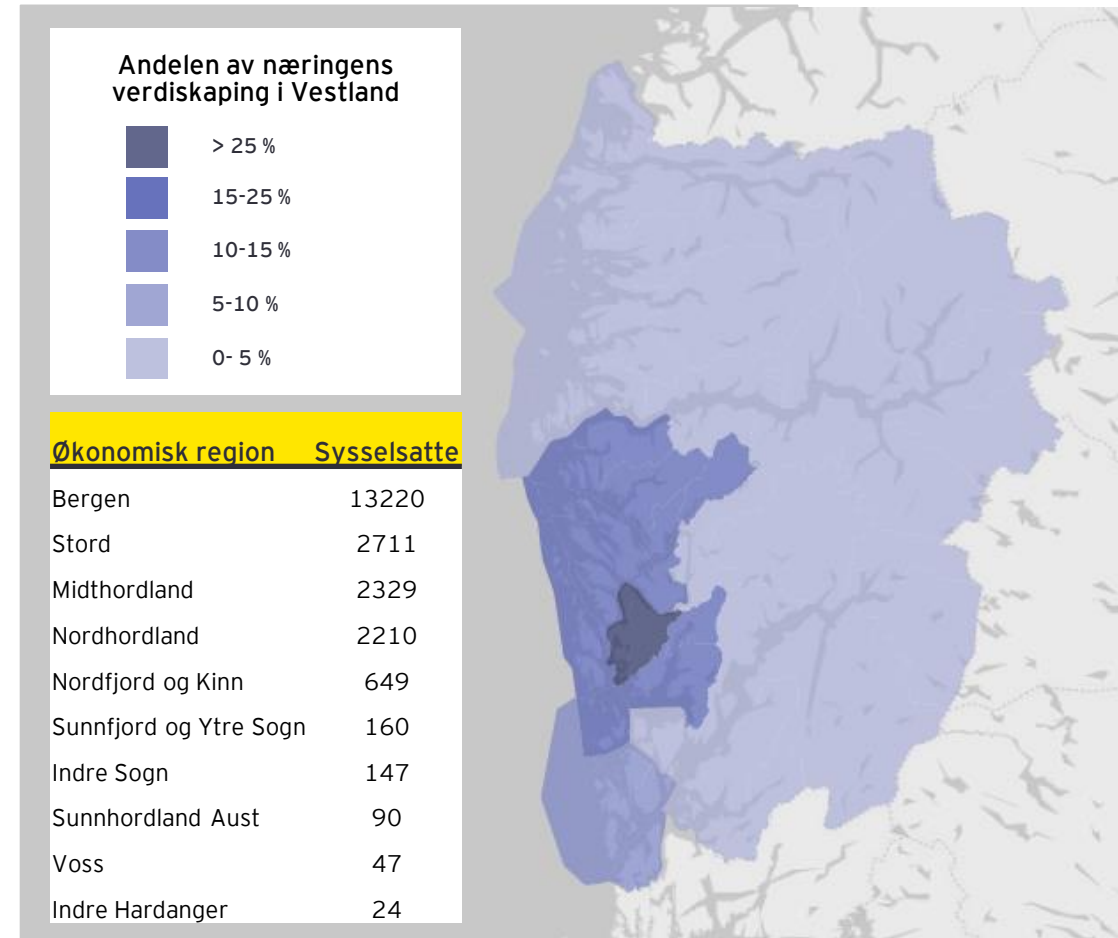 Andelen av næringens
verdiskaping i Vestland
> 25 %
15-25 %
10-15 %
5-10 %
0- 5 %
Økonomisk region Sysselsatte
Bergen 13220
Stord 2711
Midthordland 2329
Nordhordland 2210
Nordfjord og Kinn 649
Sunnfjord og Ytre Sogn 160
Indre Sogn 147
Sunnhordland Aust 90
Voss 47
Indre Hardanger 24